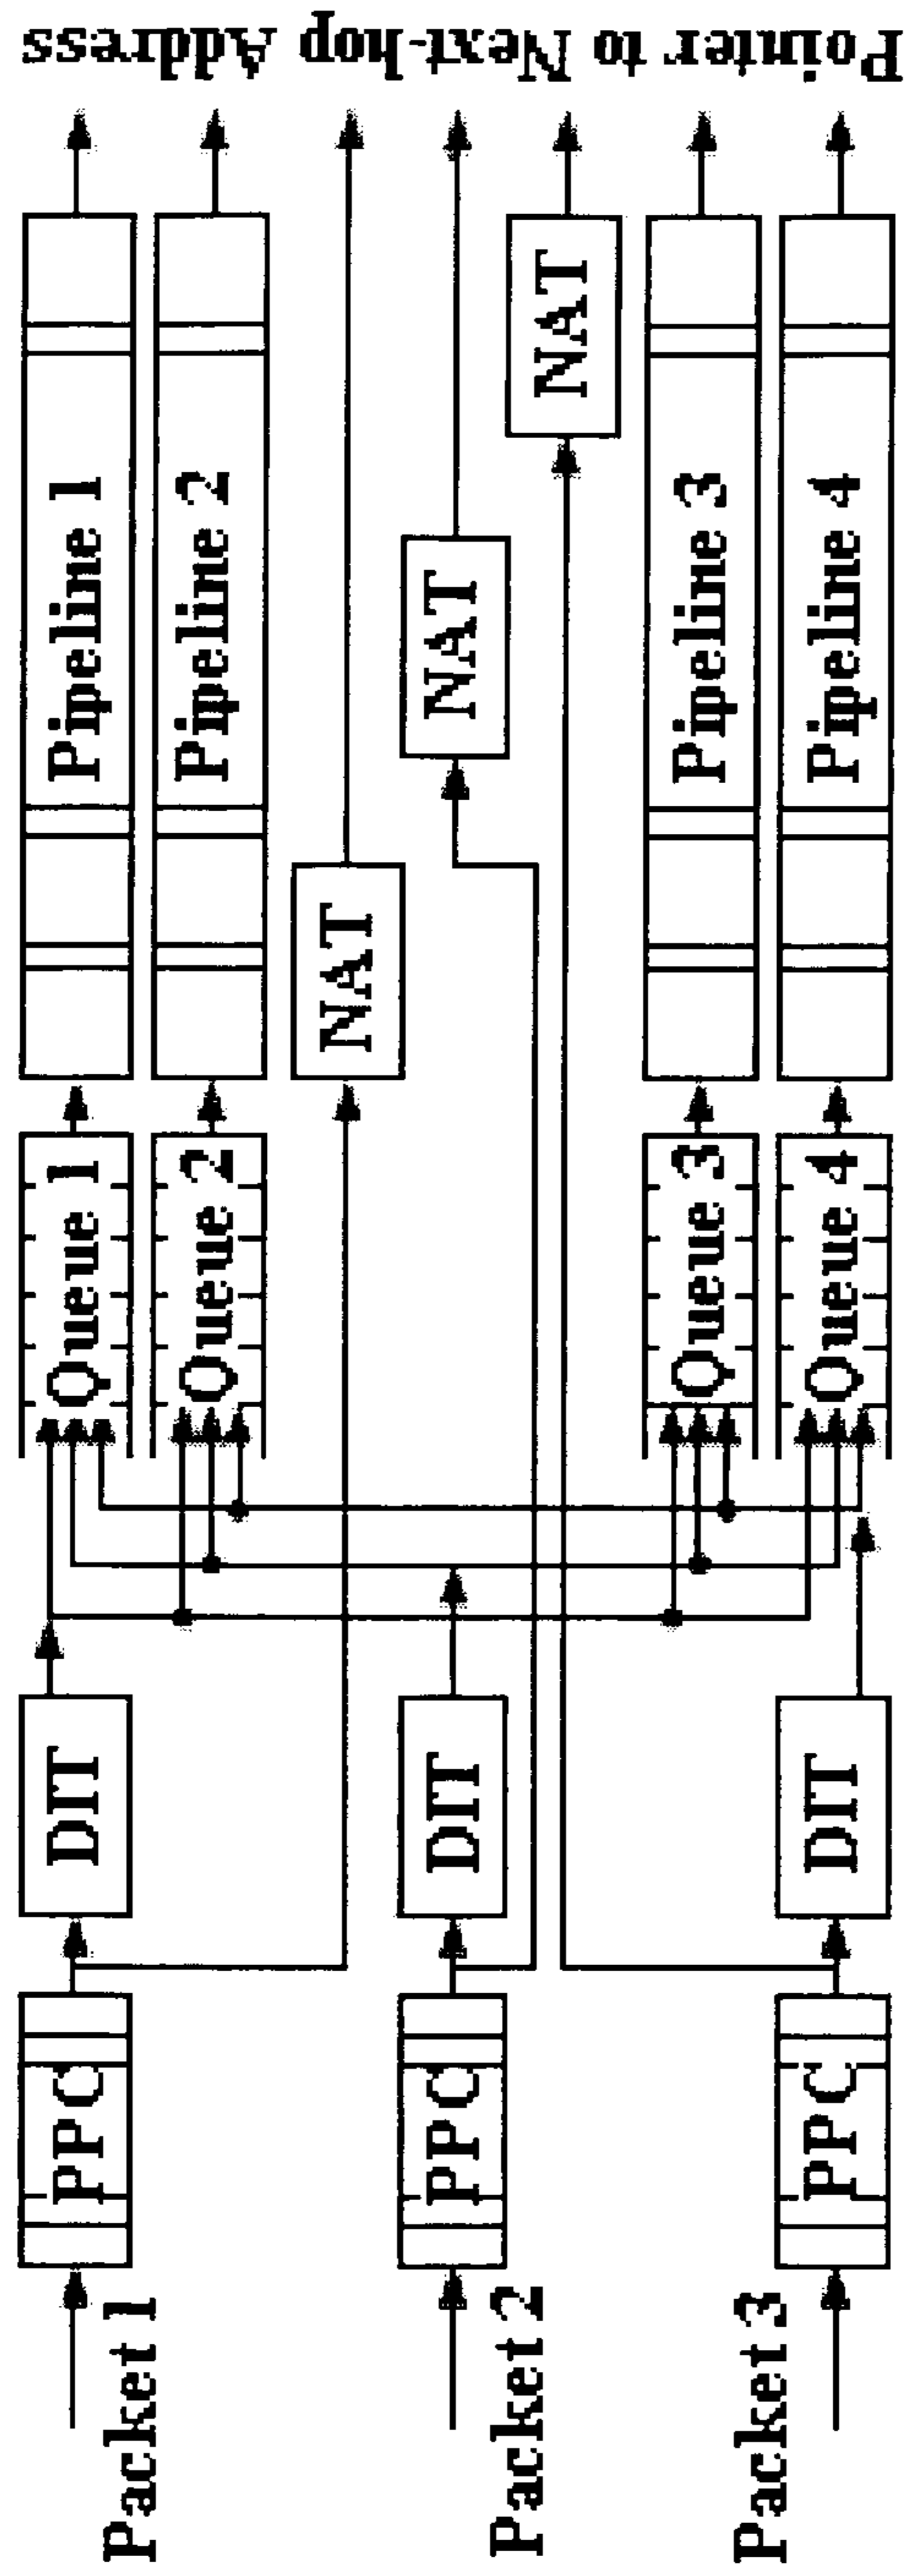 Packet 1
PPC
DIT
Queue 1
Pipeline 1
Queue 2
Pipeline 2
NAT
Packet 2
PPC
DIT
NAT
NAT
Queue 3
Pipeline 3
Packet 3
PPC
DIT
Queue 4
Pipeline 4
Pointer to Next-hop Address